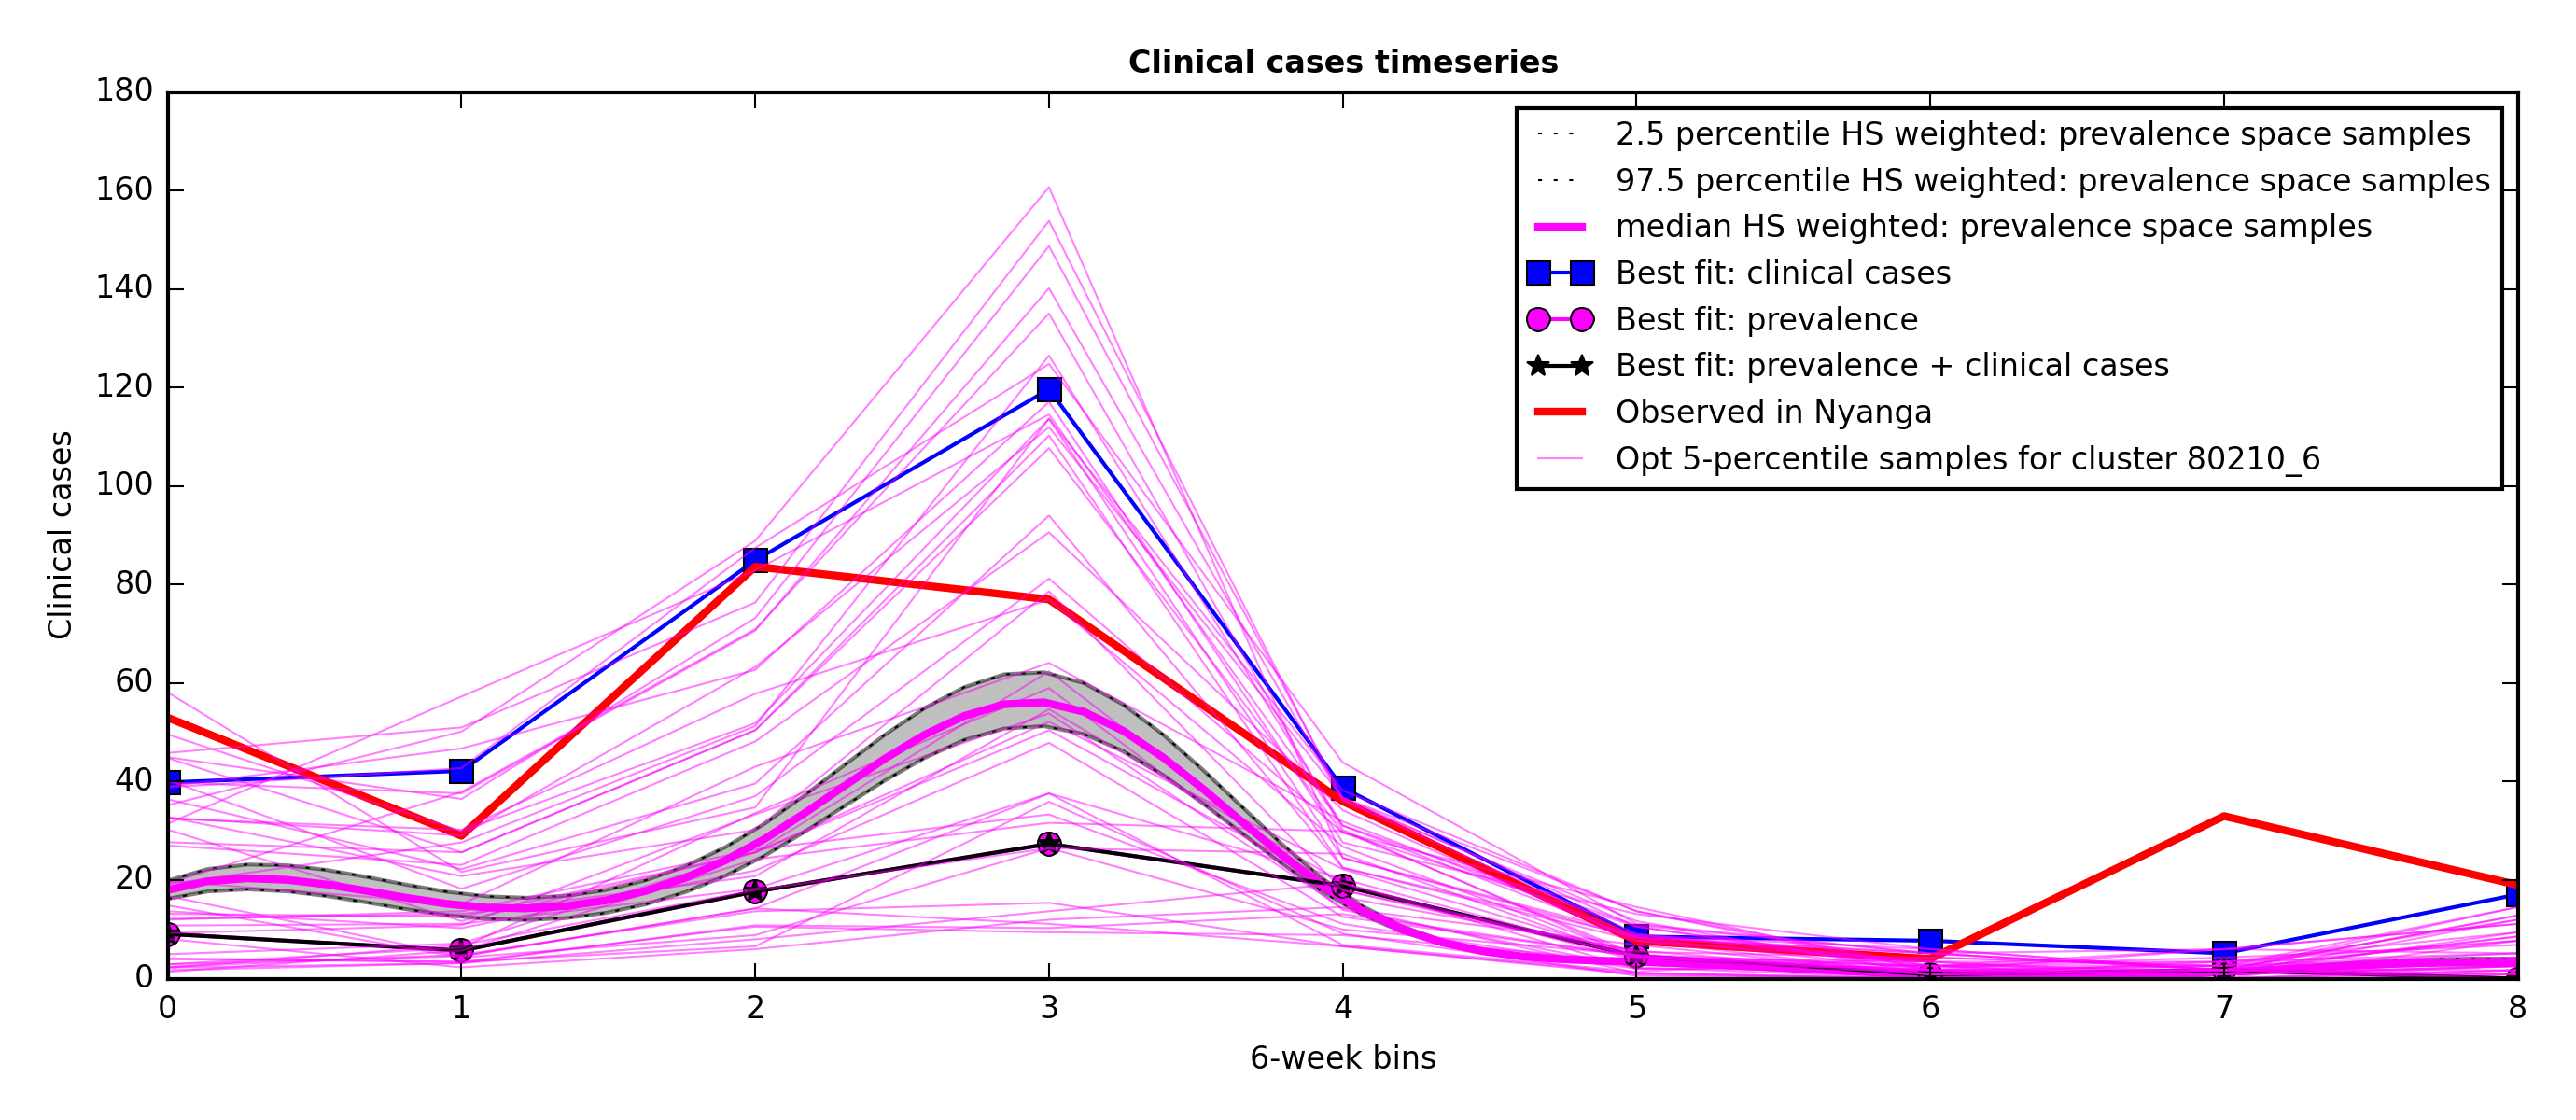 Clinical cases timeseries
180
160
140
120
100
80
60
40
20
0
Clinical cases
2.5 percentile HS weighted: prevalence space samples
97.5 percentile HS weighted: prevalence space samples
median HS weighted: prevalence space samples
Best fit: clinical cases
Best fit: prevalence
Best fit: prevalence + clinical cases
Observed in Nyanga
Opt 5-percentile samples for cluster 80210_6
0 1 2 3 4 5 6 7 8
6-week bins